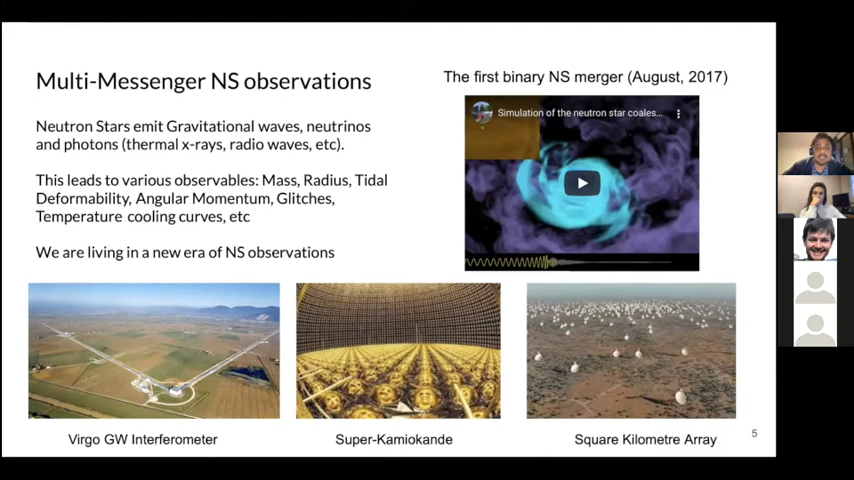 Multi-Messenger NS observations
The first binary NS merger (August, 2017)
Neutron Stars emit Gravitational waves, neutrinos
and photons (thermal x-rays, radio waves, etc).
This leads to various observables: Mass, Radius, Tidal
Deformability, Angular Momentum, Glitches,
Temperature cooling curves, etc
We are living in a new era of NS observations
Simulation of the neutron star coales...
Virgo GW Interferometer
Super-Kamiokande
Square Kilometre Array
5